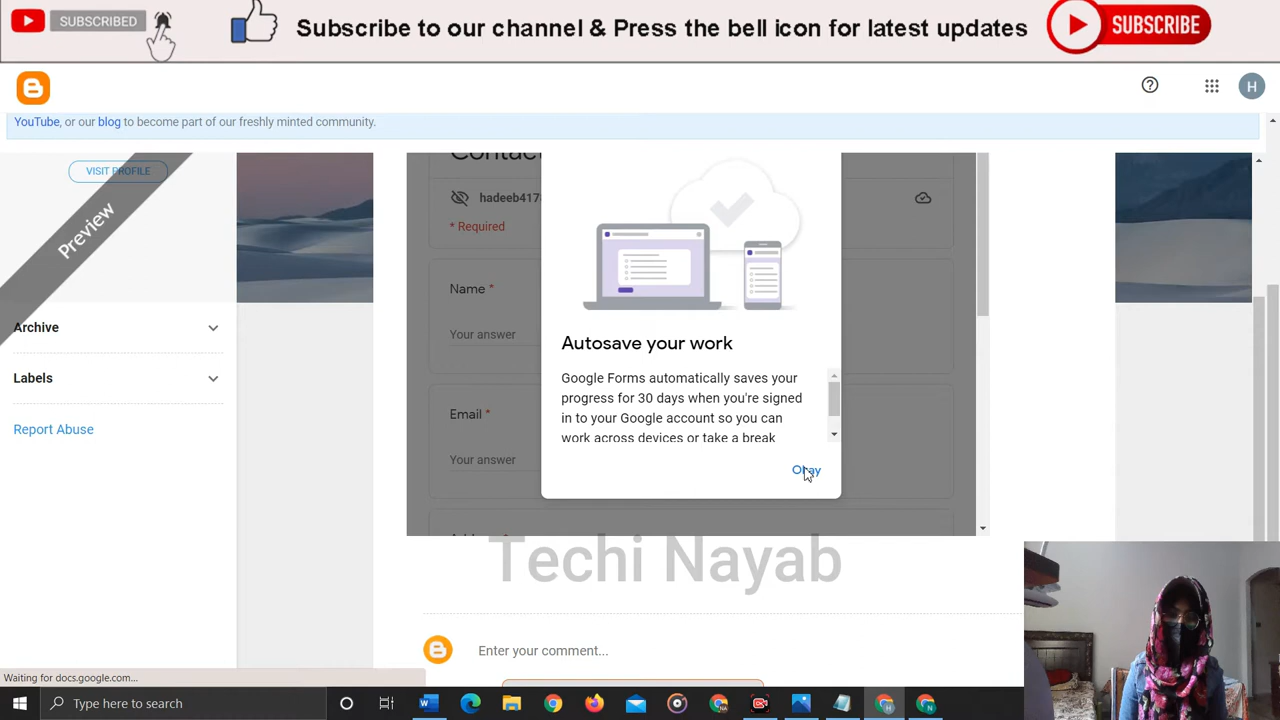 SUBSCRIBED
Subscribe to our channel & Press the bell icon for latest updates
SUBSCRIBE
H
YouTube, or our blog to become part of our freshly minted community.
VISIT PROFILE
Preview
Archive
Labels
Report Abuse
Contact
hadeeb417
* Required
Name *
Your answer
Email *
Your answer
Autosave your work
Google Forms automatically saves your
progress for 30 days when you're signed
in to your Google account so you can
work across devices or take a break
Okay
Techi Nayab
Enter your comment...
Waiting for docs.google.com...
Type here to search